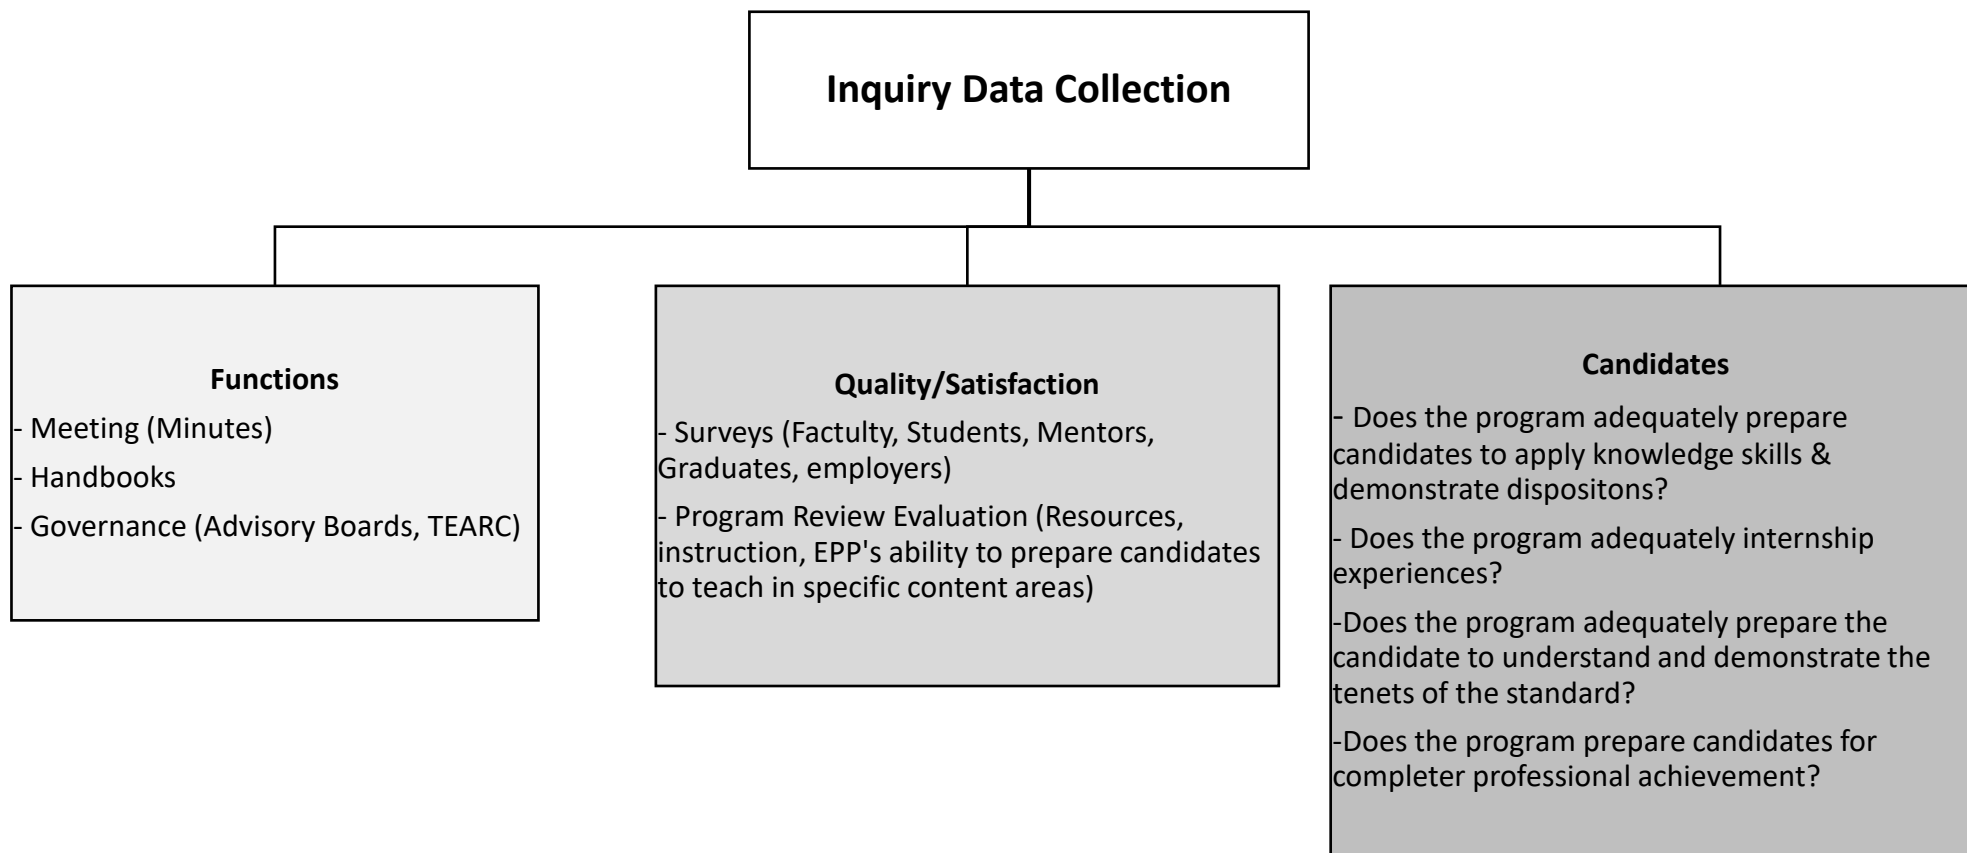 Inquiry Data Collection
Functions
- Meeting (Minutes)
- Handbooks
- Governance (Advisory Boards, TEARC)
Quality/Satisfaction
- Surveys (Factulty, Students, Mentors,
Graduates, employers)
- Program Review Evaluation (Resources,
instruction, EPP's ability to prepare candidates
to teach in specific content areas)
Candidates
- Does the program adequately prepare
candidates to apply knowledge skills &
demonstrate dispositons?
- Does the program adequately internship
experiences?
-Does the program adequately prepare the
candidate to understand and demonstrate the
tenets of the standard?
-Does the program prepare candidates for
completer professional achievement?